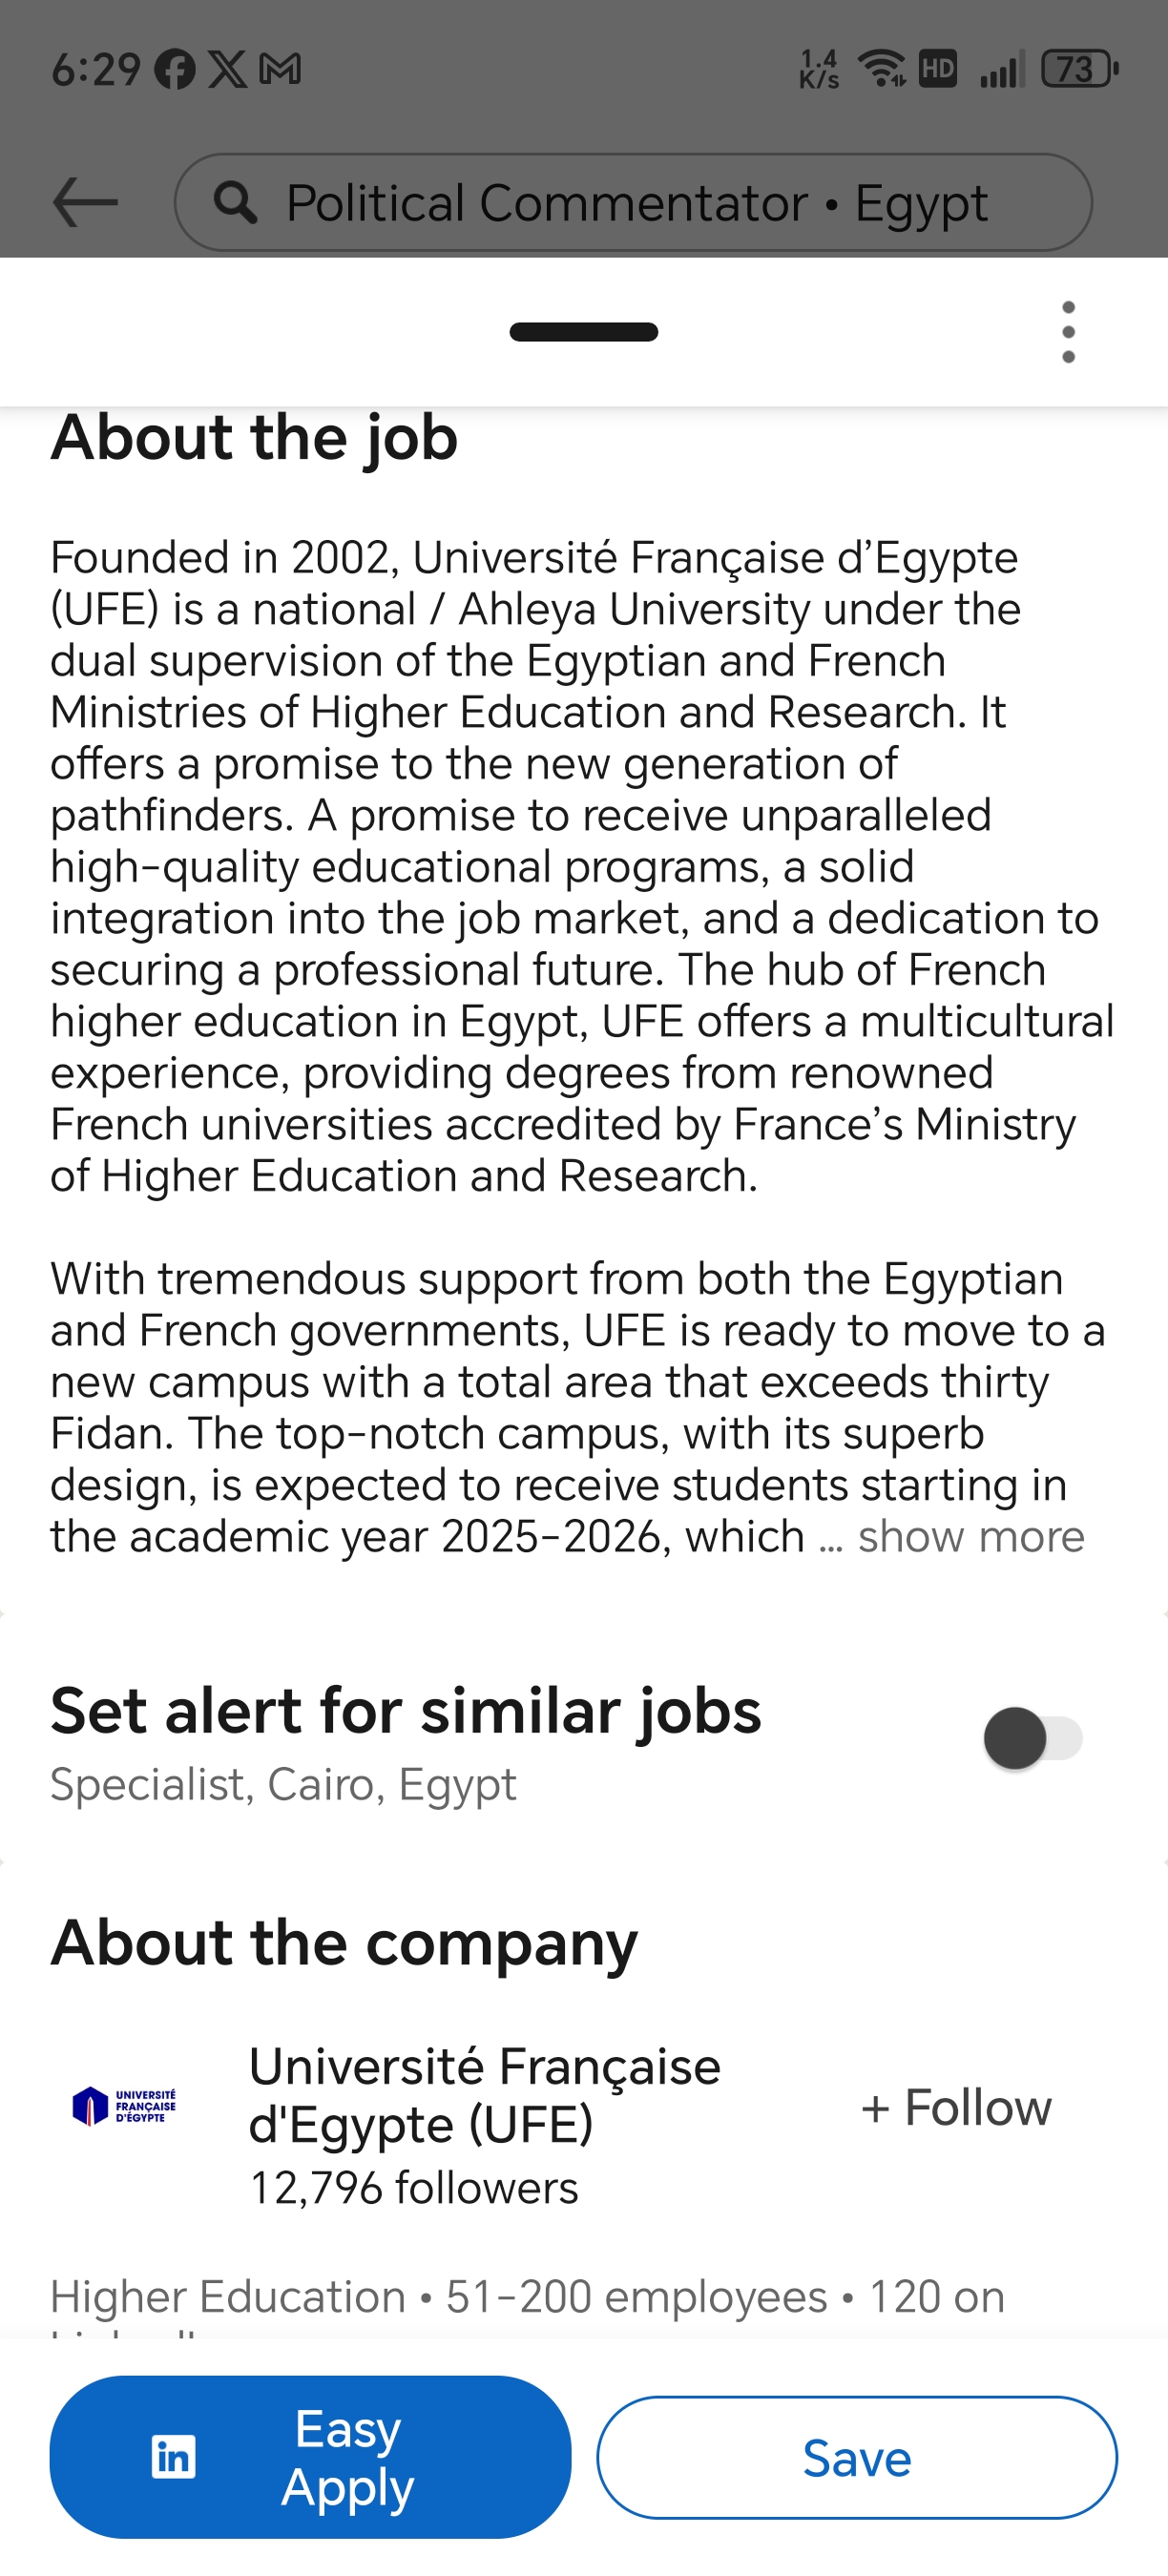 6:29
1.4
K/s
HD
73
Political Commentator • Egypt
About the job
Founded in 2002, Université Française d’Egypte
(UFE) is a national / Ahleya University under the
dual supervision of the Egyptian and French
Ministries of Higher Education and Research. It
offers a promise to the new generation of
pathfinders. A promise to receive unparalleled
high-quality educational programs, a solid
integration into the job market, and a dedication to
securing a professional future. The hub of French
higher education in Egypt, UFE offers a multicultural
experience, providing degrees from renowned
French universities accredited by France’s Ministry
of Higher Education and Research.
With tremendous support from both the Egyptian
and French governments, UFE is ready to move to a
new campus with a total area that exceeds thirty
Fidan. The top-notch campus, with its superb
design, is expected to receive students starting in
the academic year 2025-2026, which ... show more
Set alert for similar jobs
Specialist, Cairo, Egypt
About the company
UNIVERSITÉ
FRANÇAISE
D'ÉGYPTE
Université Française
d'Egypte (UFE)
12,796 followers
+ Follow
Higher Education • 51-200 employees • 120 on
in
Easy
Apply
Save